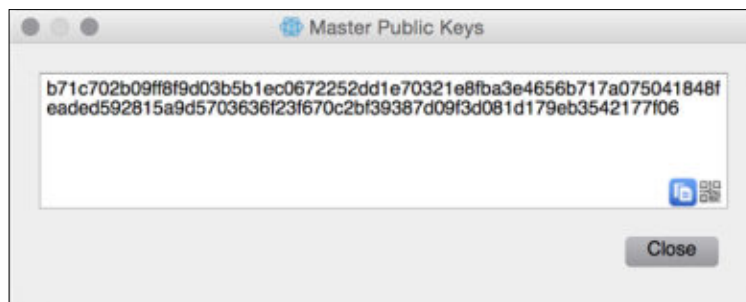 Master Public Keys
b71c702b09ff8f9d03b5b1ec0672252dd1e70321e8fba3e4656b717a075041848f
eaded592815a9d5703636f23f670c2bf39387d09f3d081d179eb3542177f06
Close